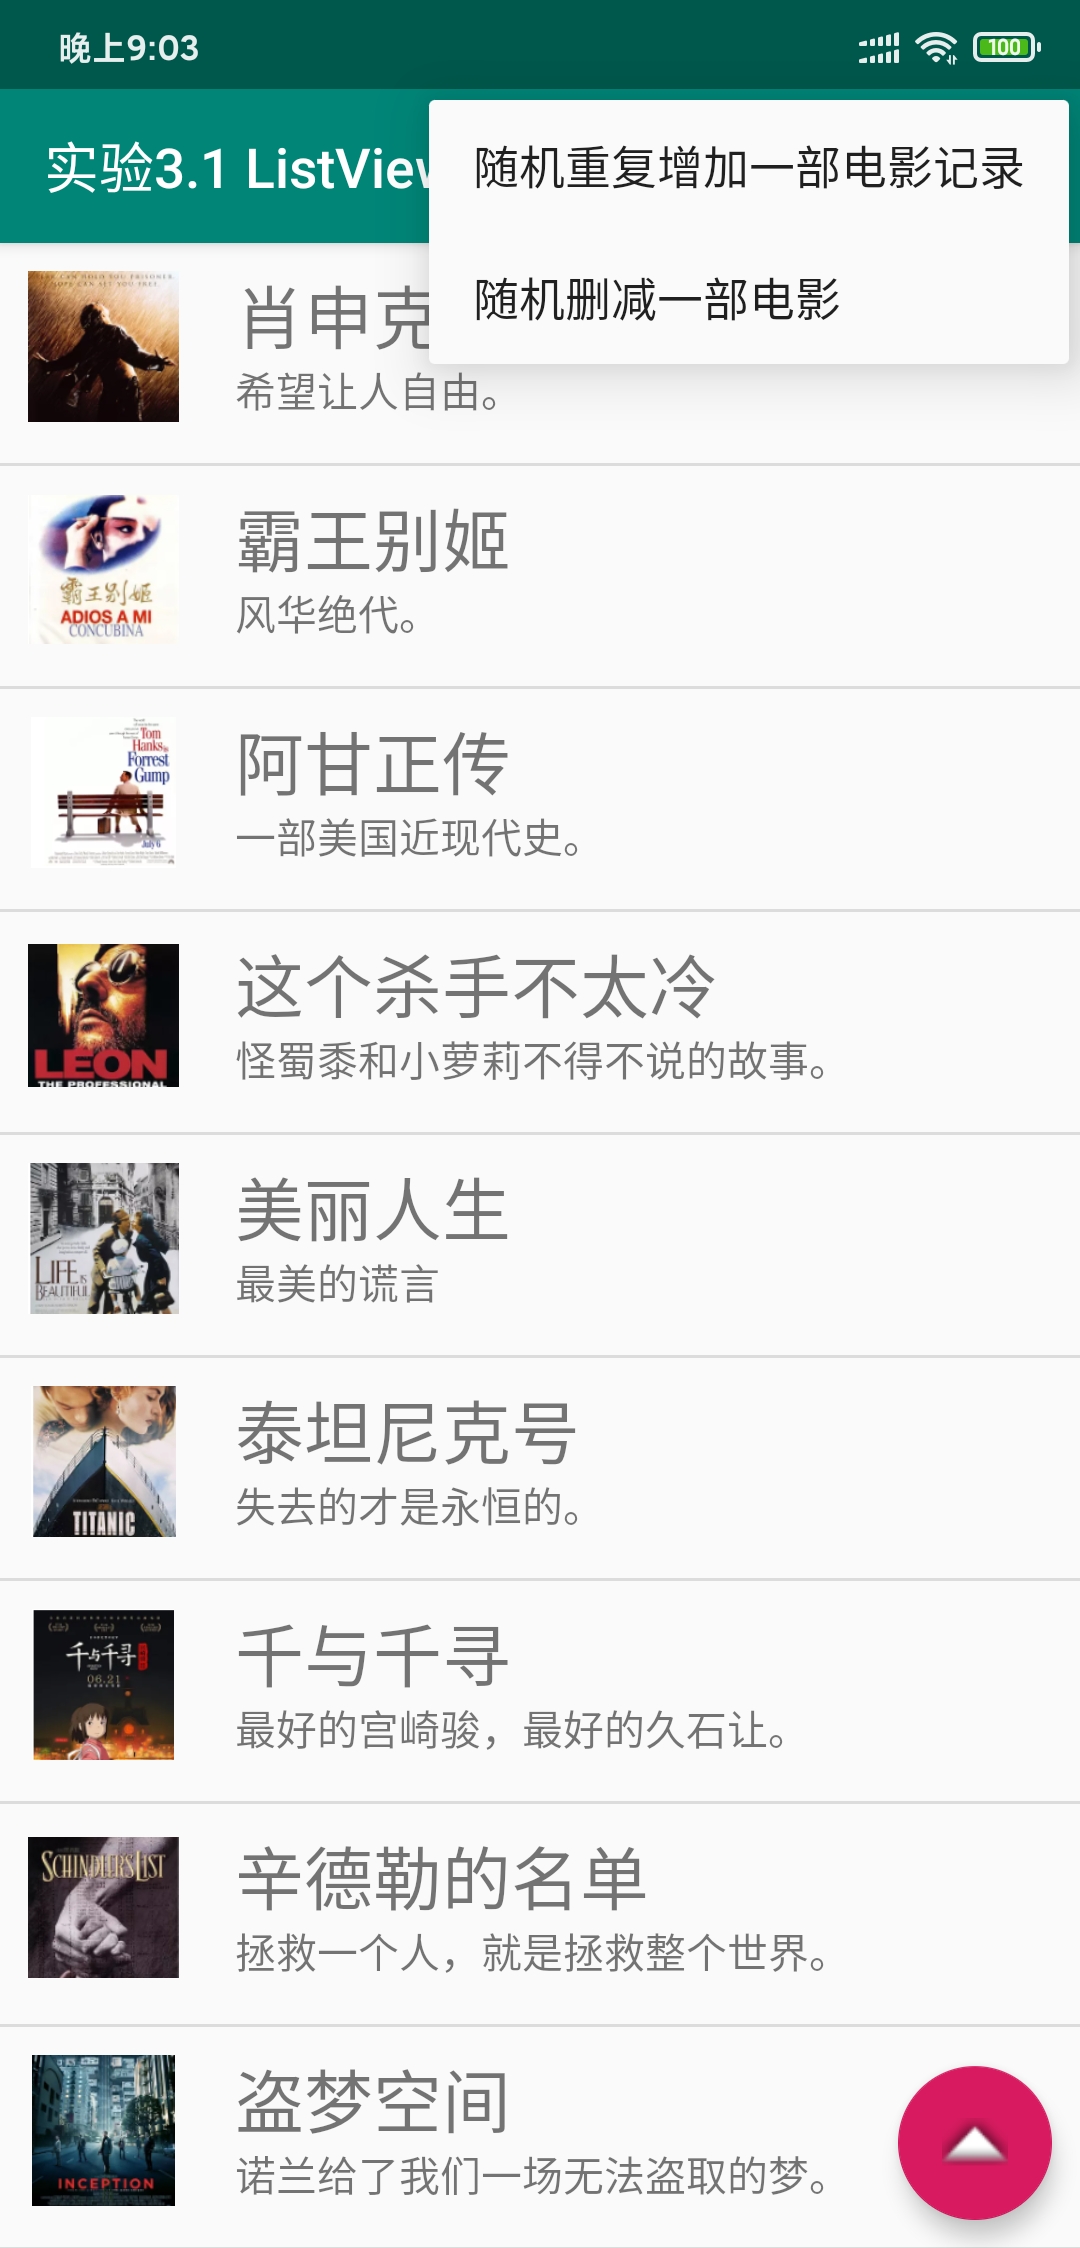 晚上9:03
100
实验3.1 ListView
随机重复增加一部电影记录
随机删减一部电影
肖申克
希望让人自由。
霸王别姬
ADIOS A MI
CONCUBINA
霸王别姬
风华绝代。
Tom
Hanks is
Forrest
Gump
July 6
阿甘正传
一部美国近现代史。
LEON
THE PROFESSIONAL
这个杀手不太冷
怪蜀黍和小萝莉不得不说的故事。
LIFE IS
BEAUTIFUL
美丽人生
最美的谎言
TITANIC
泰坦尼克号
失去的才是永恒的。
千与千寻
06.21
千与千寻
最好的宫崎骏，最好的久石让。
SCHINDLER'S LIST
辛德勒的名单
拯救一个人，就是拯救整个世界。
INCEPTION
盗梦空间
诺兰给了我们一场无法盗取的梦。